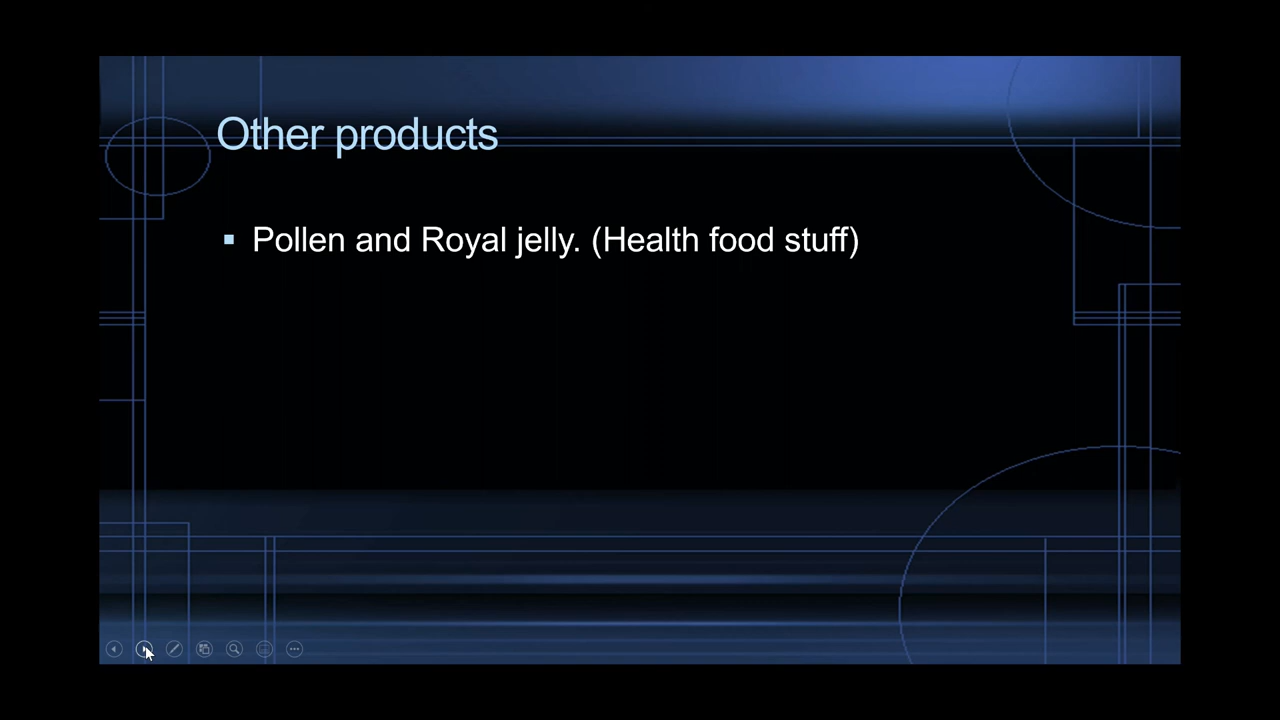 Other products
▪ Pollen and Royal jelly. (Health food stuff)